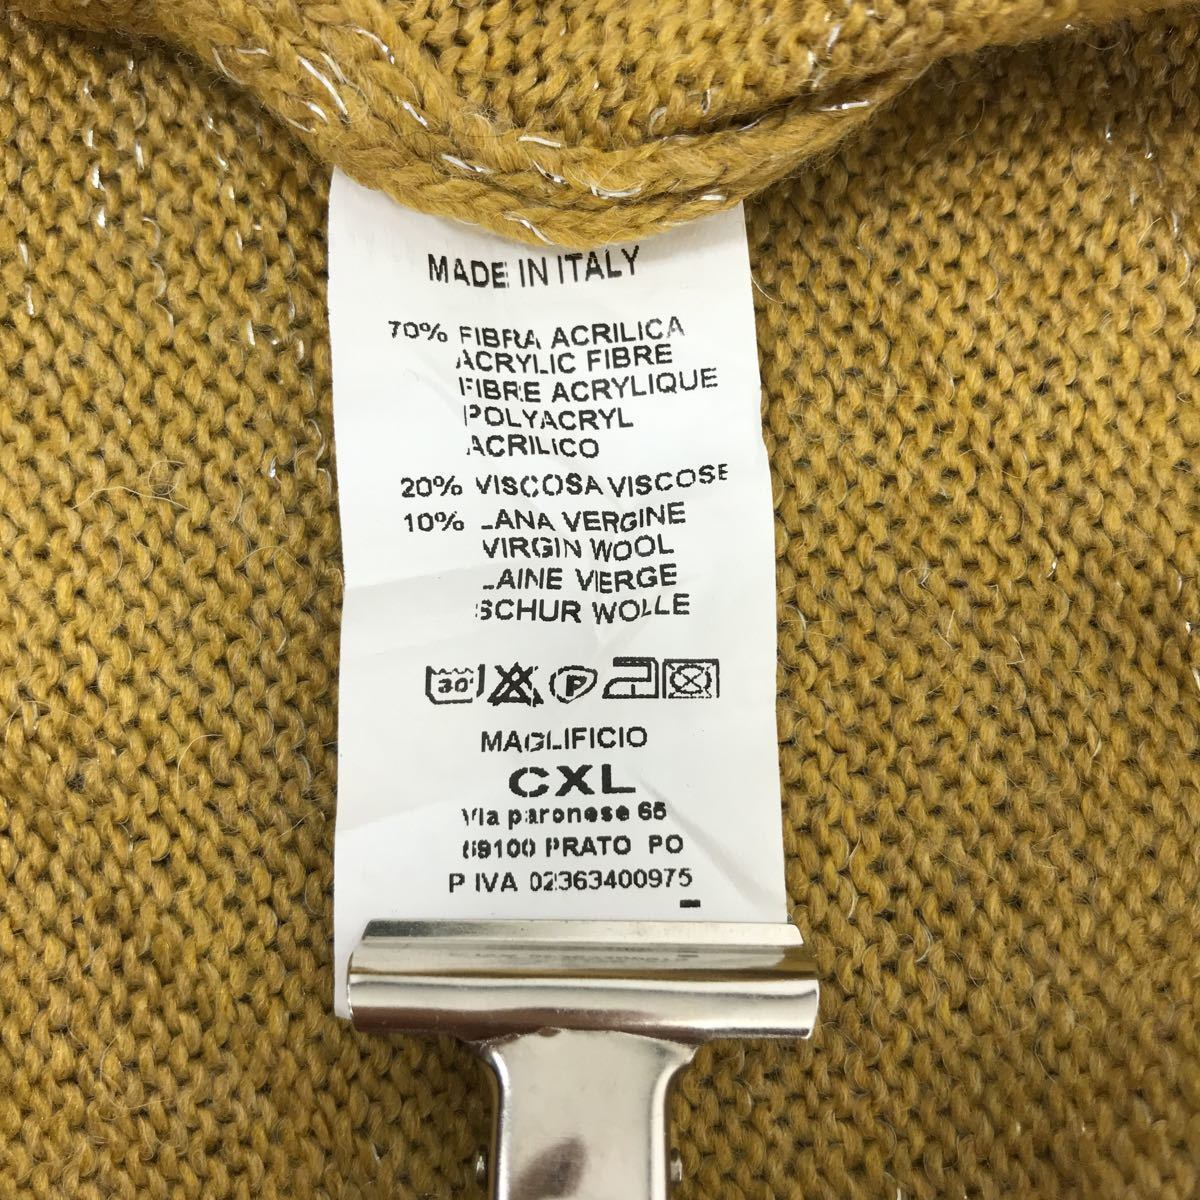 MADE IN ITALY
70% FIBRA ACRILICA
ACRYLIC FIBRE
FIBRE ACRYLIQUE
POLYACRYL
ACRILICO
20% VISCOSA VISCOSE
10% LANA VERGINE
VIRGIN WOOL
LAINE VIERGE
SCHUR WOLLE
30° P
MAGLIFICIO
CXL
Via paronese 65
59100 PRATO PO
P IVA 02363400975